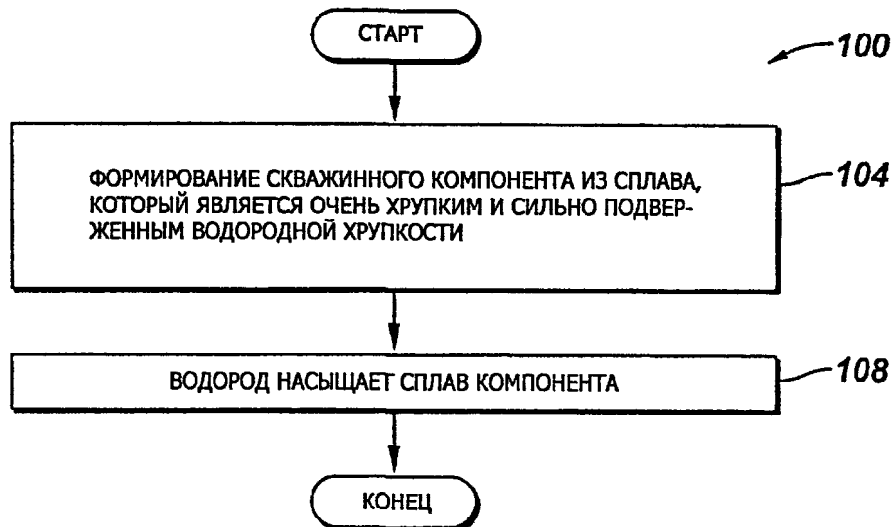 СТАРТ
100
ФОРМИРОВАНИЕ СКВАЖИННОГО КОМПОНЕНТА ИЗ СПЛАВА,
КОТОРЫЙ ЯВЛЯЕТСЯ ОЧЕНЬ ХРУПКИМ И СИЛЬНО ПОДВЕР-
ЖЕННЫМ ВОДОРОДНОЙ ХРУПКОСТИ
104
ВОДОРОД НАСЫЩАЕТ СПЛАВ КОМПОНЕНТА
108
КОНЕЦ